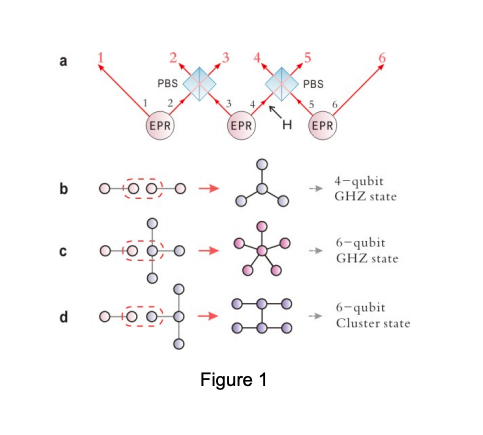 a
1 2 3 4 5 6
PBS PBS
1 2 3 4 5 6
EPR EPR EPR
H
b
4-qubit
GHZ state
c
6-qubit
GHZ state
d
6-qubit
Cluster state
Figure 1